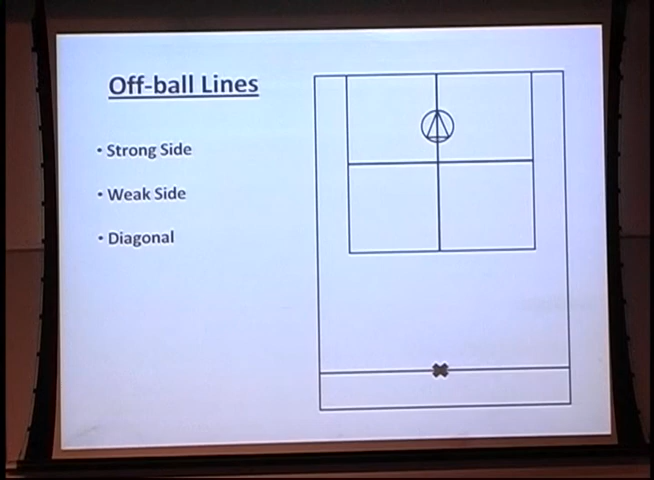 Off-ball Lines
• Strong Side
• Weak Side
• Diagonal